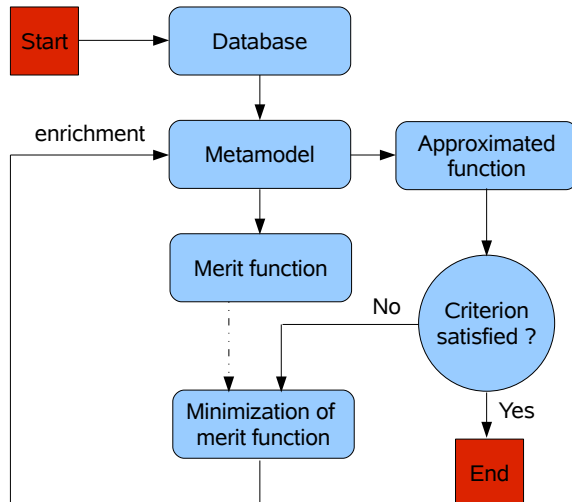 Start
Database
enrichment
Metamodel
Approximated
function
Merit function
No
Criterion
satisfied ?
Minimization of
merit function
Yes
End